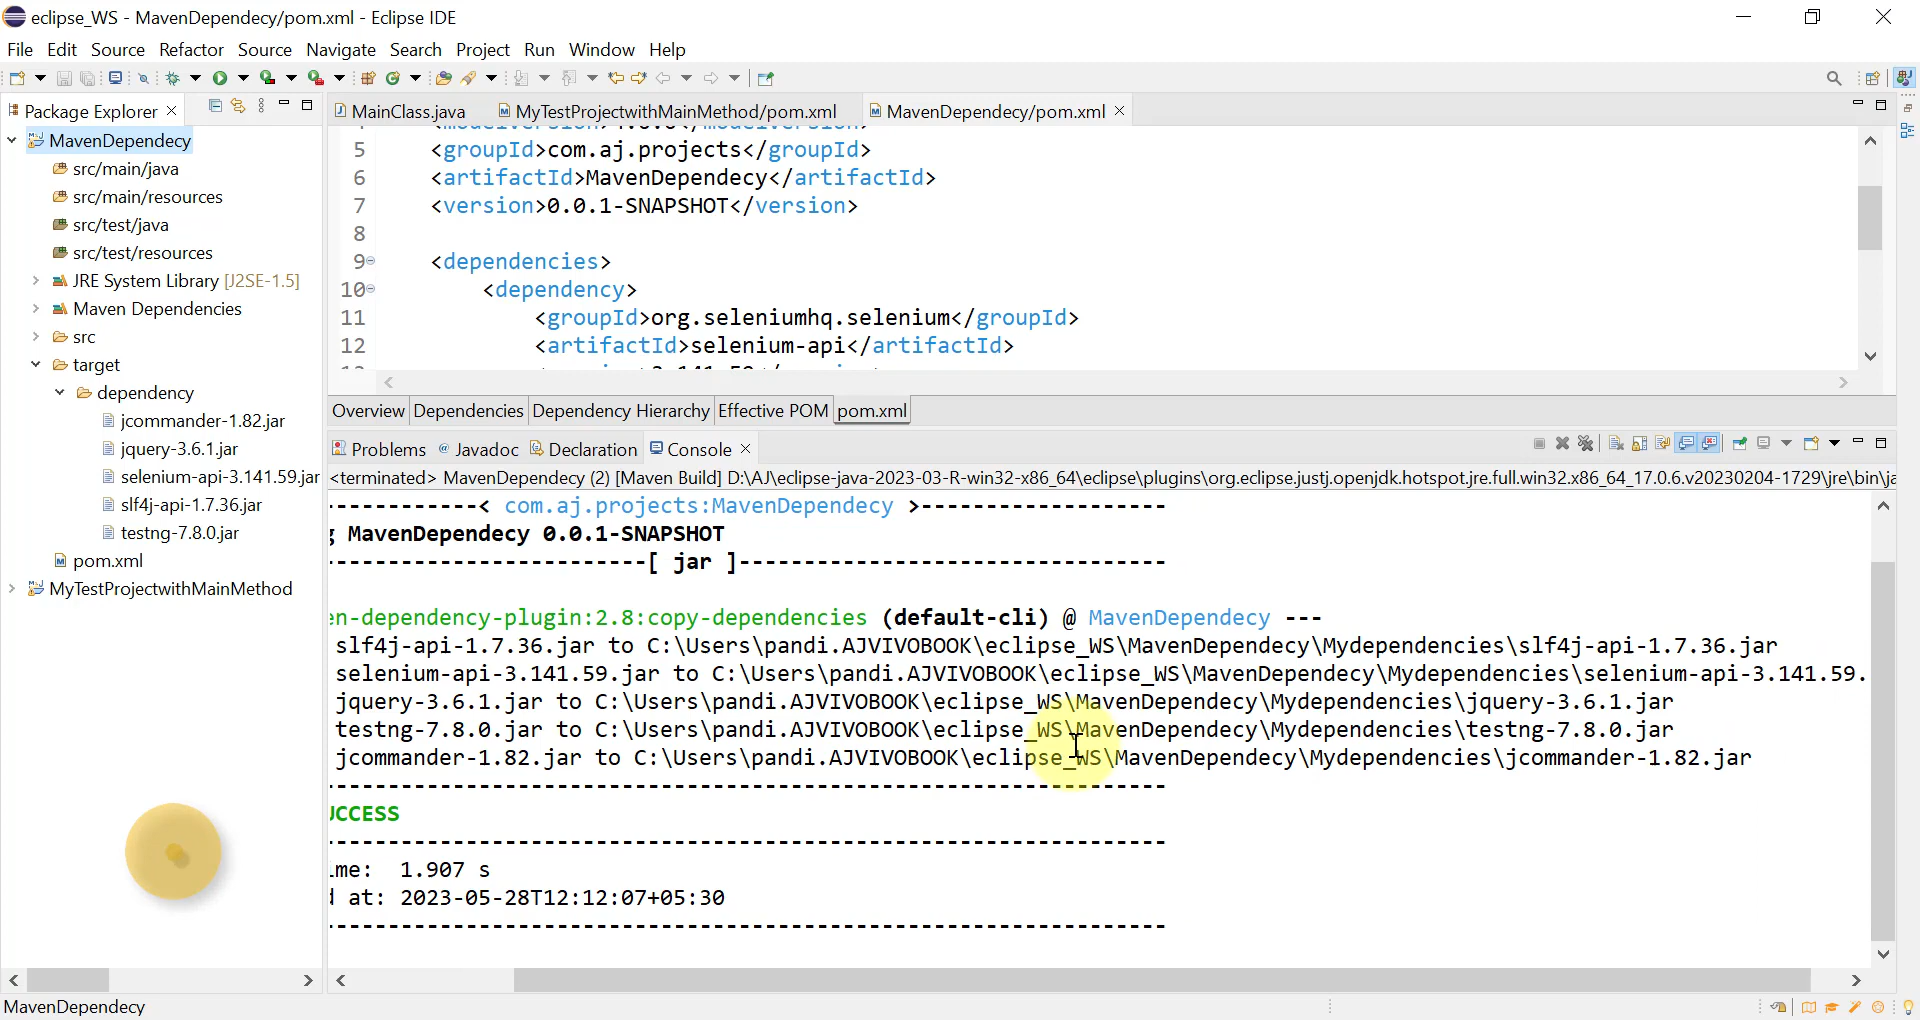 eclipse_WS - MavenDependecy/pom.xml - Eclipse IDE
File Edit Source Refactor Source Navigate Search Project Run Window Help
Package Explorer
MainClass.java
MyTestProjectwithMainMethod/pom.xml
MavenDependecy/pom.xml
MavenDependecy
src/main/java
src/main/resources
src/test/java
src/test/resources
JRE System Library [J2SE-1.5]
Maven Dependencies
src
target
dependency
jcommander-1.82.jar
jquery-3.6.1.jar
selenium-api-3.141.59.jar
slf4j-api-1.7.36.jar
testng-7.8.0.jar
pom.xml
MyTestProjectwithMainMethod
5 <groupId>com.aj.projects</groupId>
6 <artifactId>MavenDependecy</artifactId>
7 <version>0.0.1-SNAPSHOT</version>
8
9 <dependencies>
10 <dependency>
11 <groupId>org.seleniumhq.selenium</groupId>
12 <artifactId>selenium-api</artifactId>
Overview Dependencies Dependency Hierarchy Effective POM pom.xml
Problems @ Javadoc Declaration Console
<terminated> MavenDependecy (2) [Maven Build] D:\AJ\eclipse-java-2023-03-R-win32-x86_64\eclipse\plugins\org.eclipse.justj.openjdk.hotspot.jre.full.win32.x86_64_17.0.6.v20230204-1729\jre\bin\ja
------------< com.aj.projects:MavenDependecy >-------------------
g MavenDependecy 0.0.1-SNAPSHOT
-------------------------[ jar ]---------------------------------
en-dependency-plugin:2.8:copy-dependencies (default-cli) @ MavenDependecy ---
slf4j-api-1.7.36.jar to C:\Users\pandi.AJVIVOBOOK\eclipse_WS\MavenDependecy\Mydependencies\slf4j-api-1.7.36.jar
selenium-api-3.141.59.jar to C:\Users\pandi.AJVIVOBOOK\eclipse_WS\MavenDependecy\Mydependencies\selenium-api-3.141.59.
jquery-3.6.1.jar to C:\Users\pandi.AJVIVOBOOK\eclipse_WS\MavenDependecy\Mydependencies\jquery-3.6.1.jar
testng-7.8.0.jar to C:\Users\pandi.AJVIVOBOOK\eclipse_WS\MavenDependecy\Mydependencies\testng-7.8.0.jar
jcommander-1.82.jar to C:\Users\pandi.AJVIVOBOOK\eclipse_WS\MavenDependecy\Mydependencies\jcommander-1.82.jar
-----------------------------------------------------------------
UCCESS
-----------------------------------------------------------------
ime: 1.907 s
d at: 2023-05-28T12:12:07+05:30
-----------------------------------------------------------------
MavenDependecy